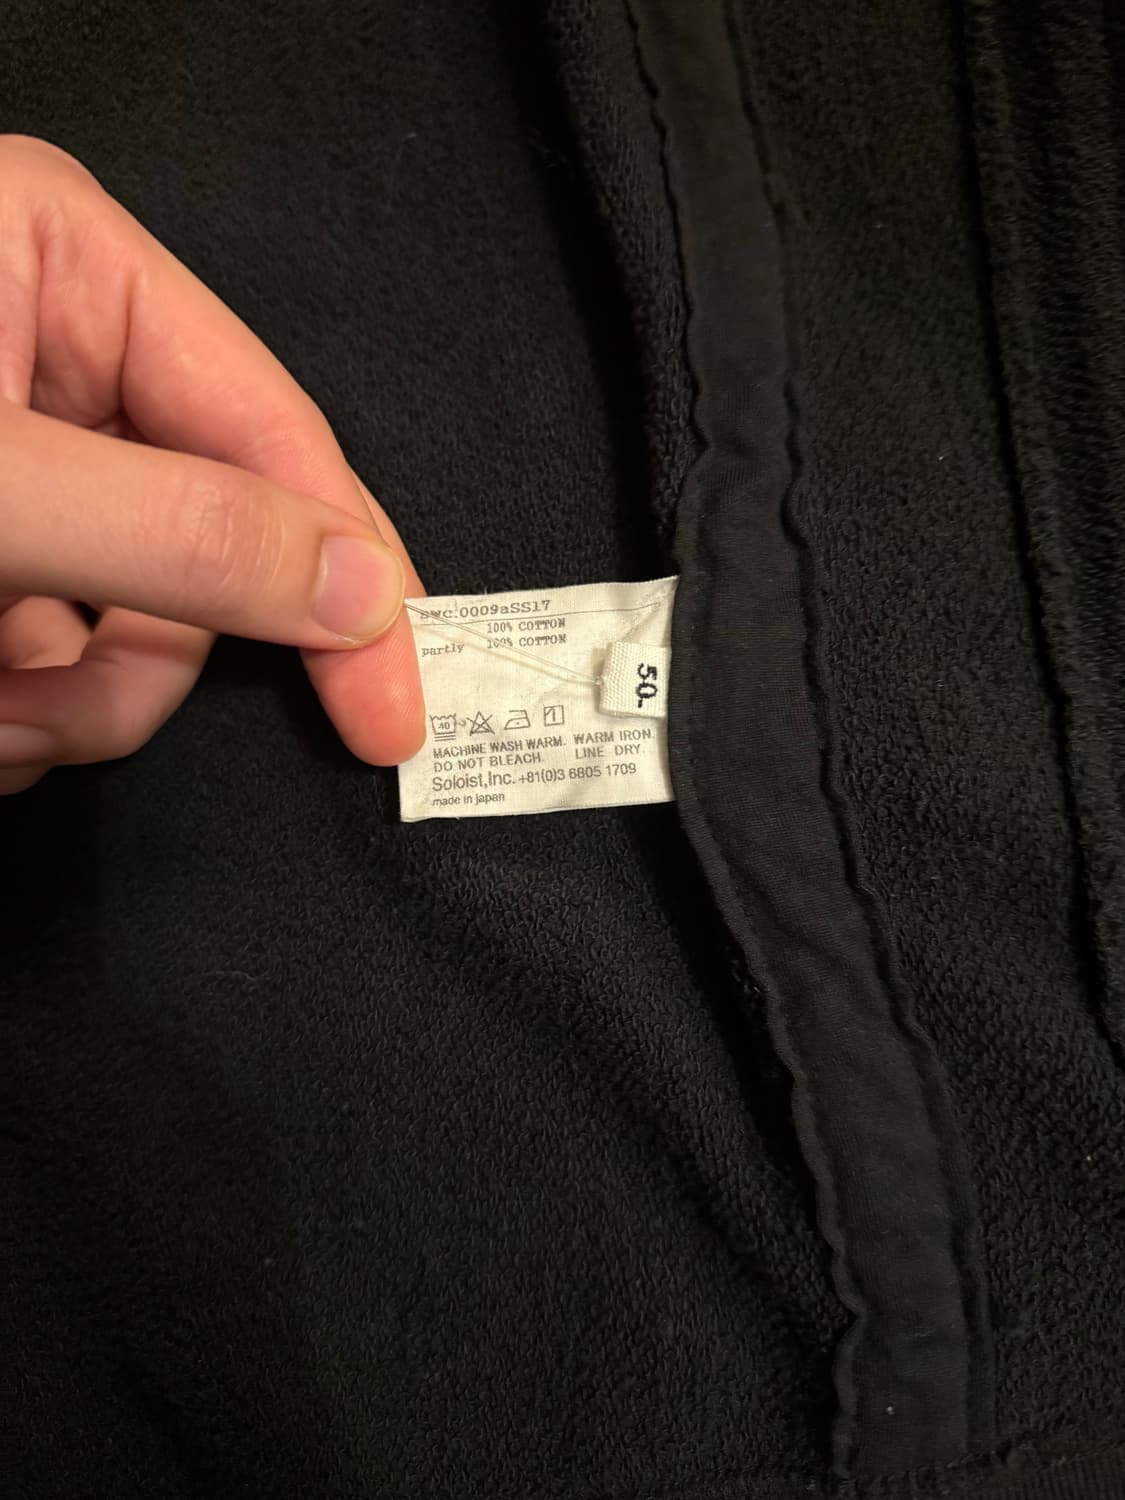 swc.0009aSS17
100% COTTON
partly 100% COTTON
50-
40
1
MACHINE WASH WARM. WARM IRON.
DO NOT BLEACH. LINE DRY.
Soloist,Inc. +81(0)3 6805 1709
made in japan